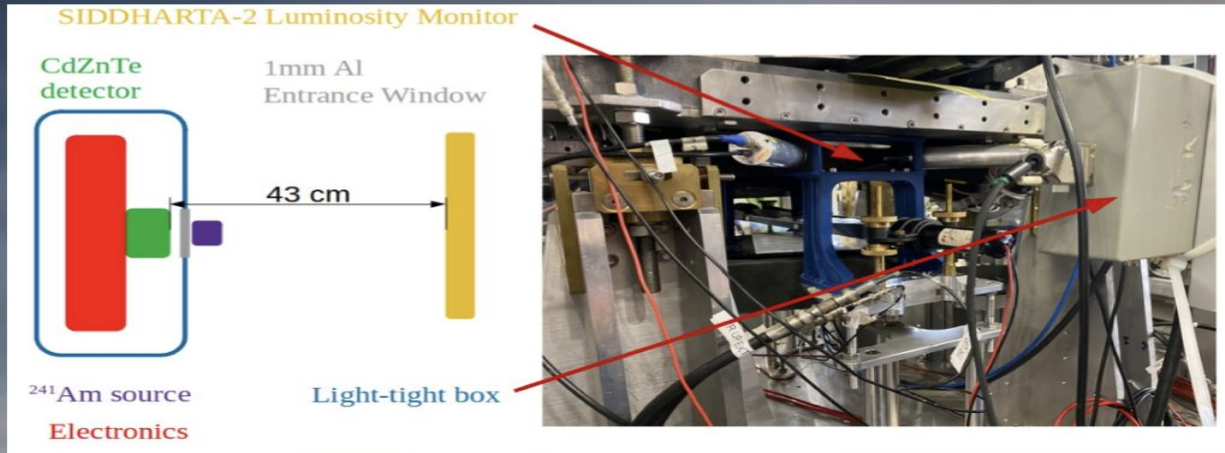 SIDDHARTA-2 Luminosity Monitor
CdZnTe
detector
1mm Al
Entrance Window
43 cm
²⁴¹Am source
Light-tight box
Electronics